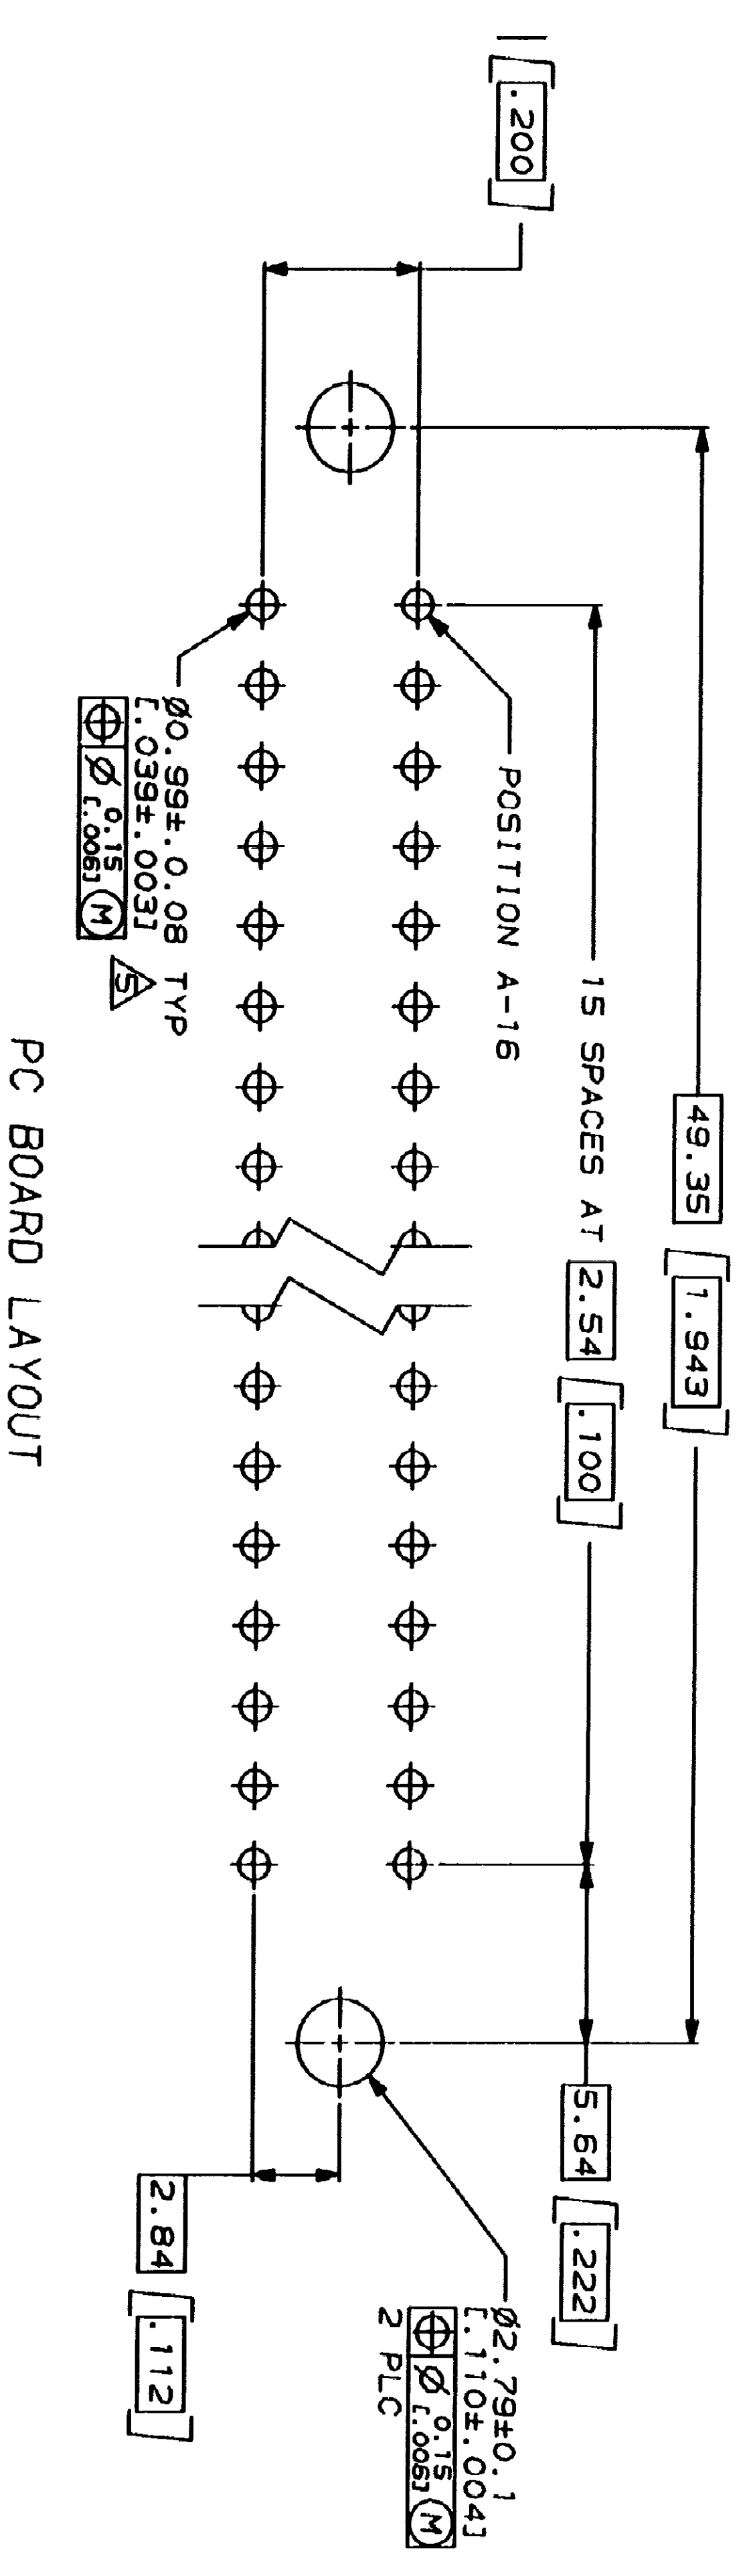 [.200]
49.35 [1.943]
15 SPACES AT 2.54 [.100]
5.64 [.222]
POSITION A-16
Ø2.79±0.1
[.110±.004]
⌖ Ø 0.15 Ⓜ
[.006]
2 PLC
Ø0.99±.0.08 TYP
[.039±.003]
⌖ Ø 0.15 Ⓜ
[.006]
5
2.84 [.112]
PC BOARD LAYOUT